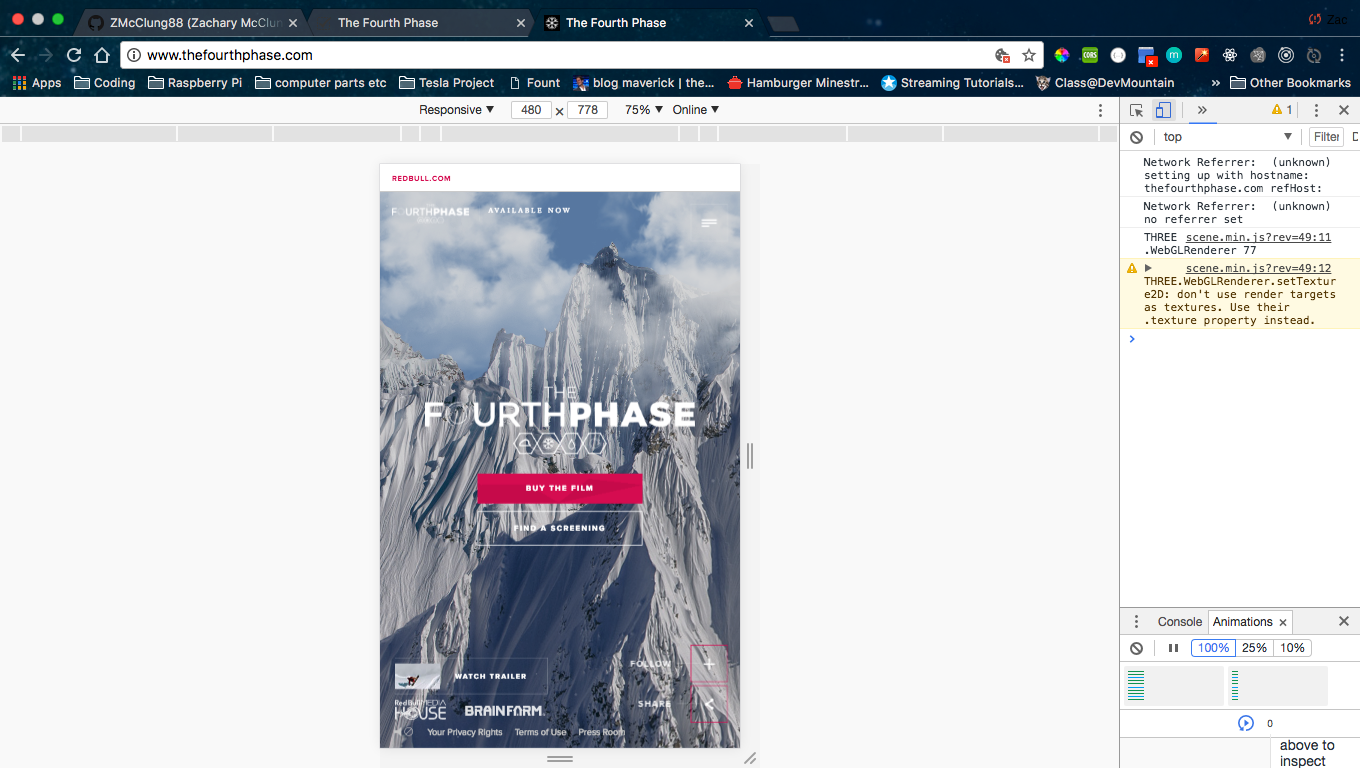 ZMcClung88 (Zachary McClun
The Fourth Phase
The Fourth Phase
Zac
www.thefourthphase.com
CORS
m
Apps Coding Raspberry Pi computer parts etc Tesla Project Fount blog maverick | the... Hamburger Minestr... Streaming Tutorials... Class@DevMountain » Other Bookmarks
Responsive ▼ 480 × 778 75% ▼ Online ▼
» 1
top ▼ Filter D
Network Referrer: (unknown)
setting up with hostname:
thefourthphase.com refHost:
Network Referrer: (unknown)
no referrer set
THREE scene.min.js?rev=49:11
.WebGLRenderer 77
scene.min.js?rev=49:12
THREE.WebGLRenderer.setTextur
e2D: don't use render targets
as textures. Use their
.texture property instead.
REDBULL.COM
FOURTHPHASE AVAILABLE NOW
THE
FOURTHPHASE
BUY THE FILM
FIND A SCREENING
WATCH TRAILER
FOLLOW
SHARE
RedBull MEDIA
HOUSE
BRAINFARM
Your Privacy Rights Terms of Use Press Room
Console Animations ×
100% 25% 10%
0
above to
inspect